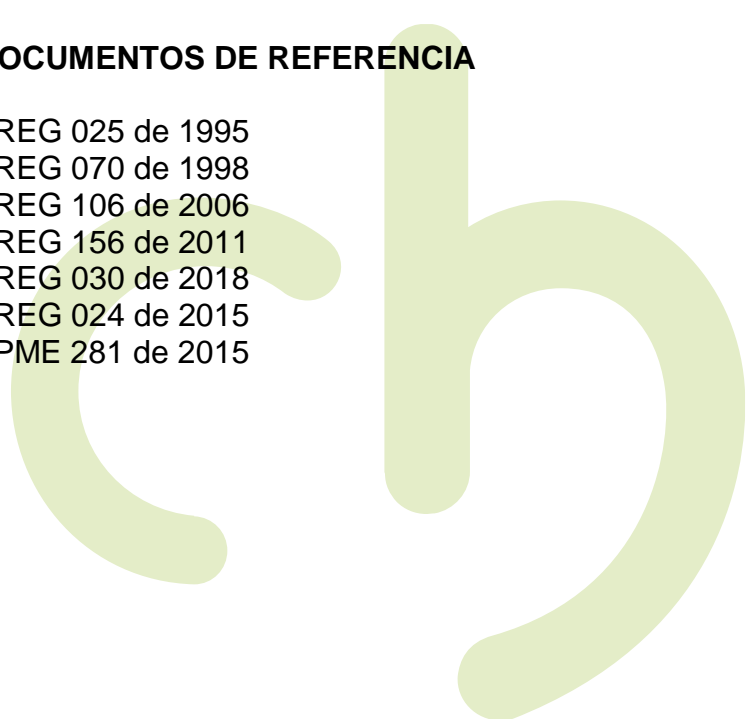 OCUMENTOS DE REFERENCIA
REG 025 de 1995
REG 070 de 1998
REG 106 de 2006
REG 156 de 2011
REG 030 de 2018
REG 024 de 2015
PME 281 de 2015